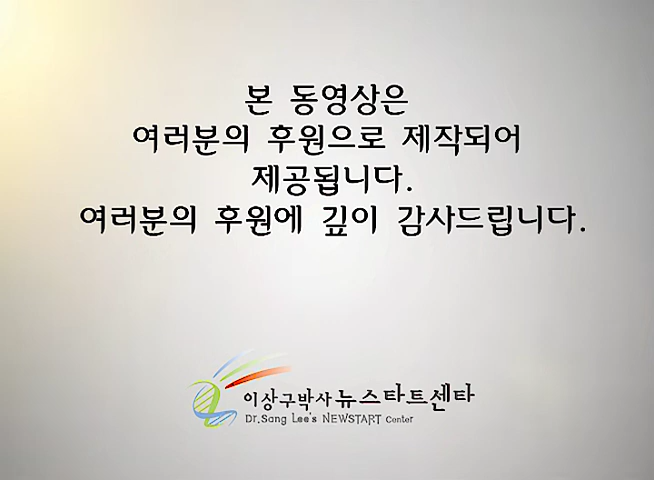 본 동영상은
여러분의 후원으로 제작되어
제공됩니다.
여러분의 후원에 깊이 감사드립니다.
이상구박사 뉴스타트센타
Dr.Sang Lee's NEWSTART Center